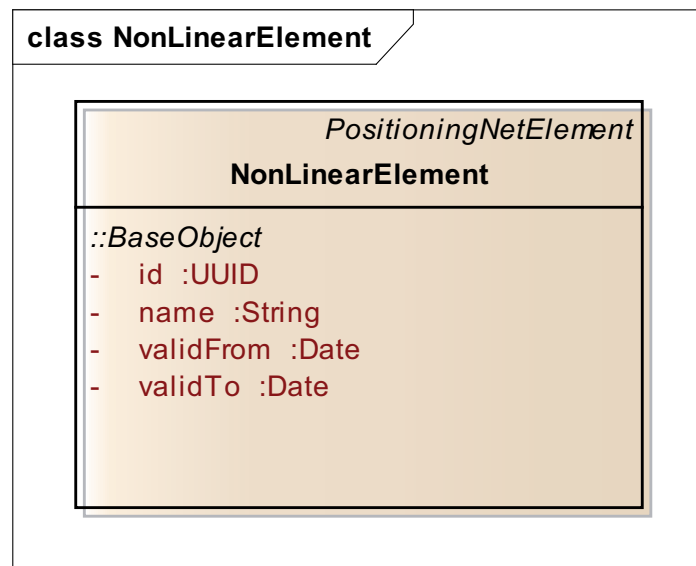 class NonLinearElement
PositioningNetElement
NonLinearElement
::BaseObject
- id :UUID
- name :String
- validFrom :Date
- validTo :Date